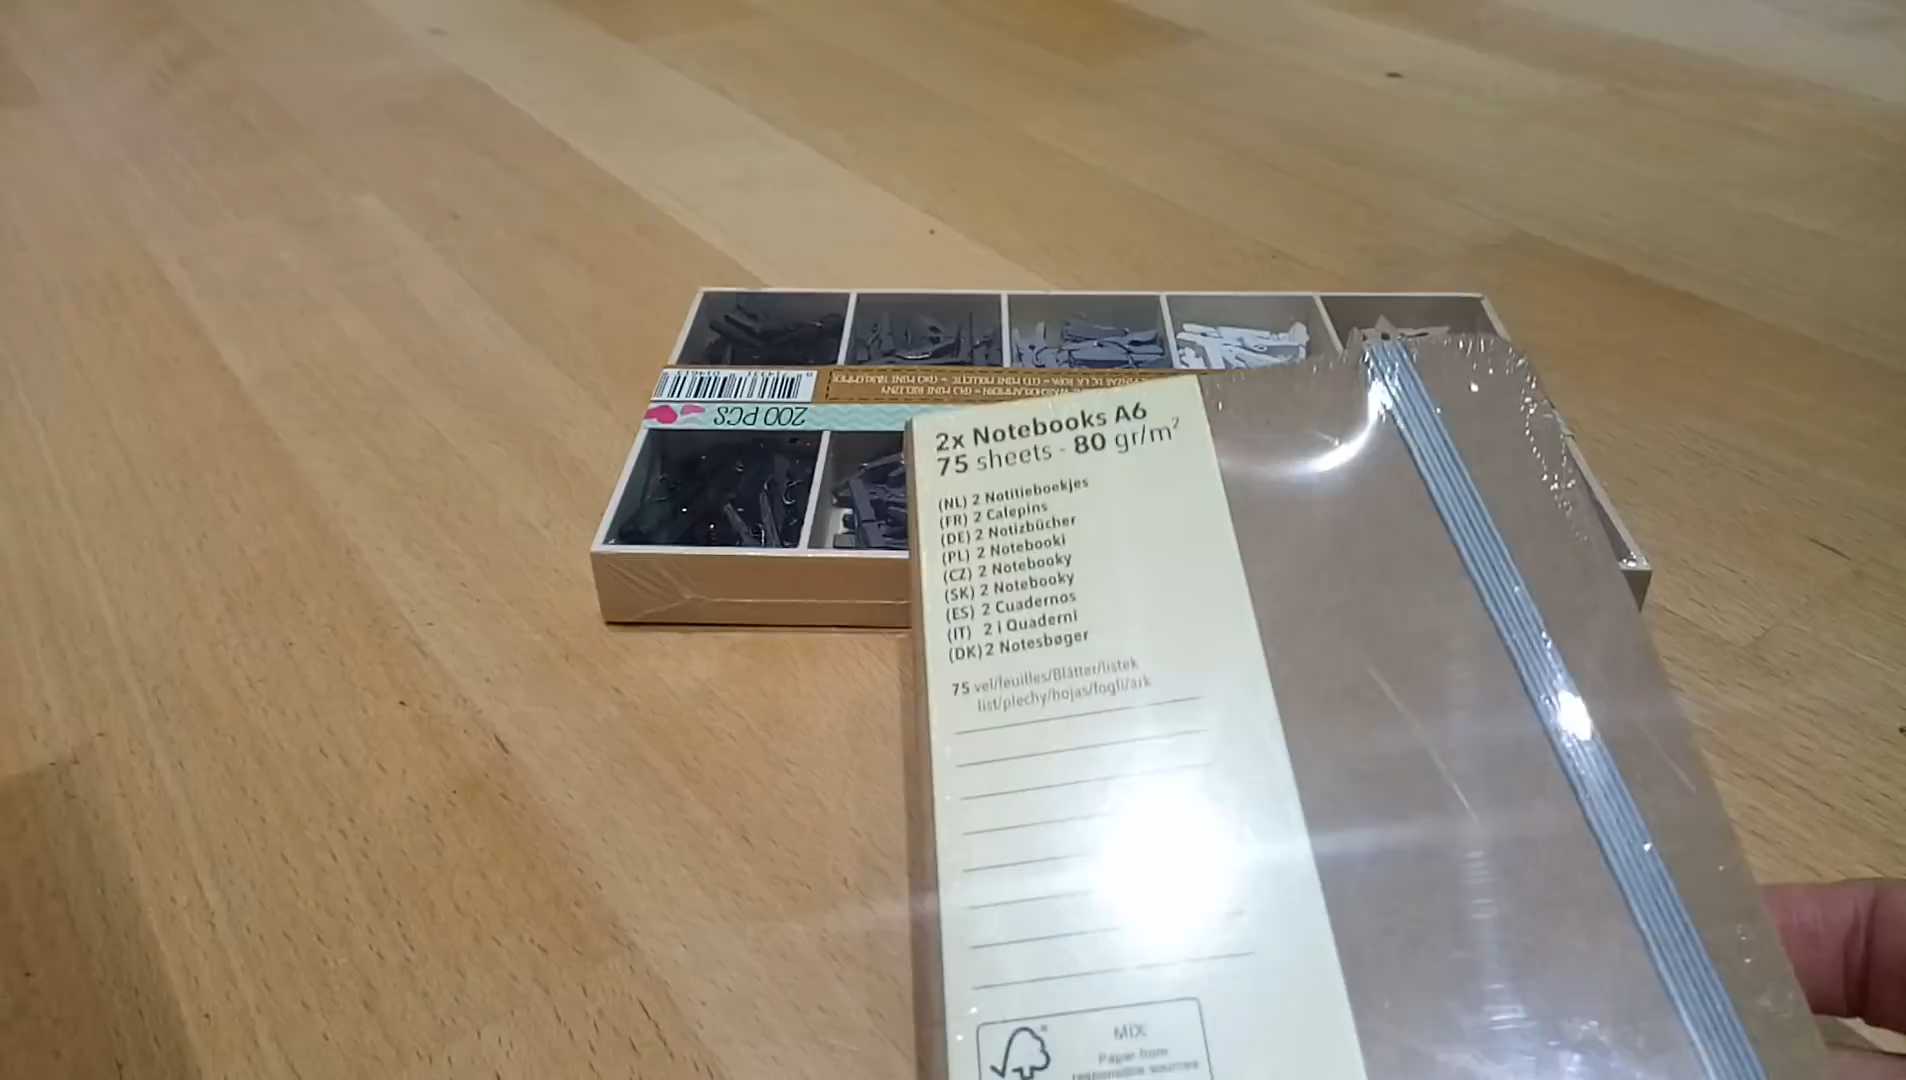 200 PCS
2x Notebooks A6
75 sheets - 80 gr/m²
(NL) 2 Notitieboekjes
(FR) 2 Calepins
(DE) 2 Notizbücher
(PL) 2 Notebooki
(CZ) 2 Notebooky
(SK) 2 Notebooky
(ES) 2 Cuadernos
(IT) 2 i Quaderni
(DK) 2 Notesbøger
75 vel/feuilles/Blätter/listek
list/plechy/hojas/fogli/ark
MIX
Paper from
responsible sources